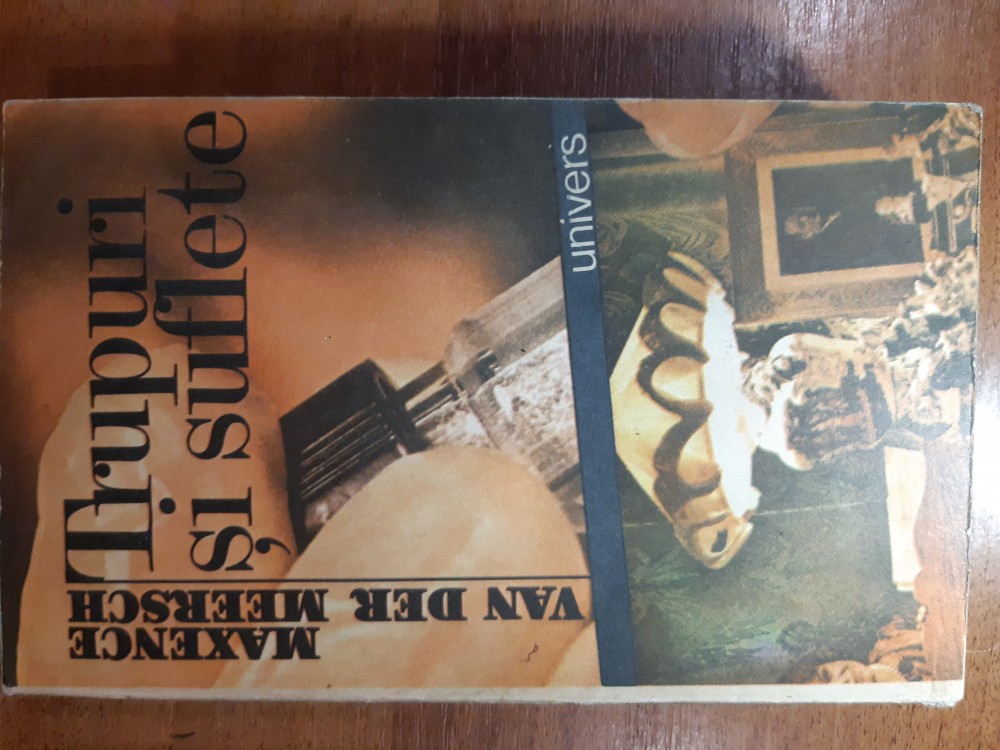 Trupuri
și suflete
MAXENCE
VAN DER MEERSCH
univers